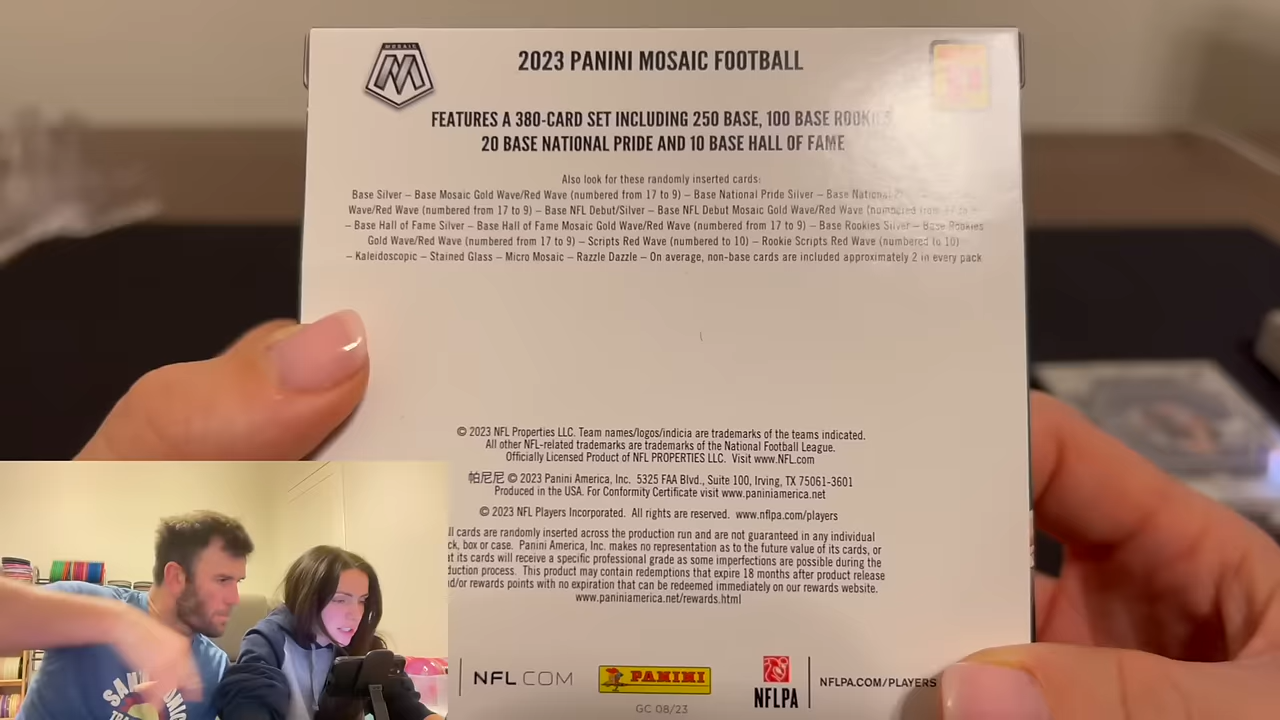 MOSAIC
2023 PANINI MOSAIC FOOTBALL
FEATURES A 380-CARD SET INCLUDING 250 BASE, 100 BASE ROOKIES
20 BASE NATIONAL PRIDE AND 10 BASE HALL OF FAME
Also look for these randomly inserted cards:
Base Silver – Base Mosaic Gold Wave/Red Wave (numbered from 17 to 9) – Base National Pride Silver – Base National
Wave/Red Wave (numbered from 17 to 9) – Base NFL Debut/Silver – Base NFL Debut Mosaic Gold Wave/Red Wave (numbered from 17 to 9)
– Base Hall of Fame Silver – Base Hall of Fame Mosaic Gold Wave/Red Wave (numbered from 17 to 9) – Base Rookies Silver – Base Rookies
Gold Wave/Red Wave (numbered from 17 to 9) – Scripts Red Wave (numbered to 10) – Rookie Scripts Red Wave (numbered to 10)
– Kaleidoscopic – Stained Glass – Micro Mosaic – Razzle Dazzle – On average, non-base cards are included approximately 2 in every pack
© 2023 NFL Properties LLC. Team names/logos/indicia are trademarks of the teams indicated.
All other NFL-related trademarks are trademarks of the National Football League.
Officially Licensed Product of NFL PROPERTIES LLC. Visit www.NFL.com
帕尼尼 © 2023 Panini America, Inc. 5325 FAA Blvd., Suite 100, Irving, TX 75061-3601
Produced in the USA. For Conformity Certificate visit www.paniniamerica.net
© 2023 NFL Players Incorporated. All rights are reserved. www.nflpa.com/players
ll cards are randomly inserted across the production run and are not guaranteed in any individual
ck, box or case. Panini America, Inc. makes no representation as to the future value of its cards, or
at its cards will receive a specific professional grade as some imperfections are possible during the
duction process. This product may contain redemptions that expire 18 months after product release
nd/or rewards points with no expiration that can be redeemed immediately on our rewards website.
www.paniniamerica.net/rewards.html
NFL.COM
PANINI
NFLPA
NFLPA.COM/PLAYERS
GC 08/23